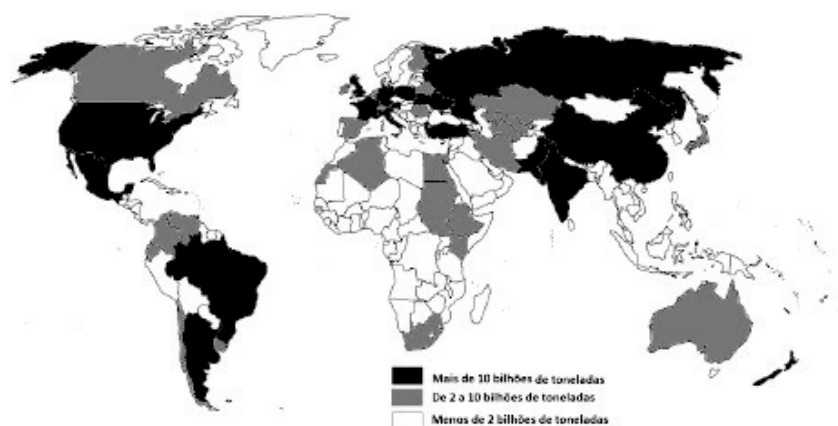 Mais de 10 bilhões de toneladas
De 2 a 10 bilhões de toneladas
Menos de 2 bilhões de toneladas